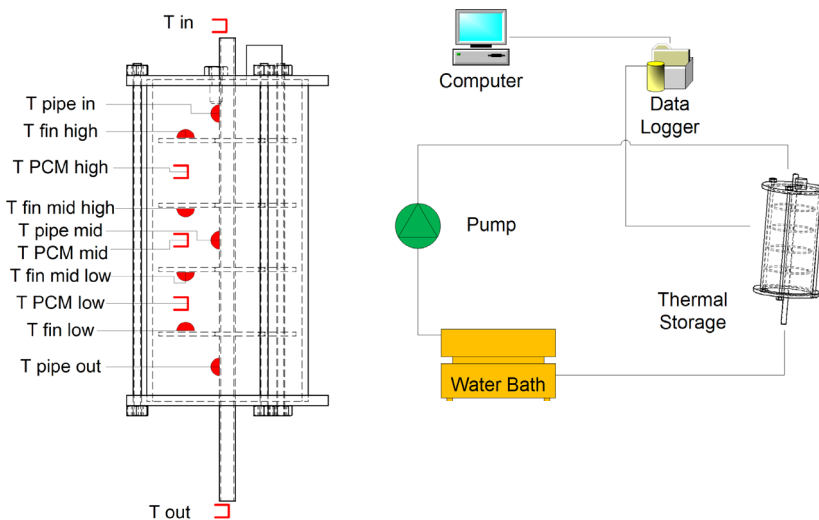 T in
T pipe in
T fin high
T PCM high
T fin mid high
T pipe mid
T PCM mid
T fin mid low
T PCM low
T fin low
T pipe out
T out
Computer
Data
Logger
Pump
Thermal
Storage
Water Bath